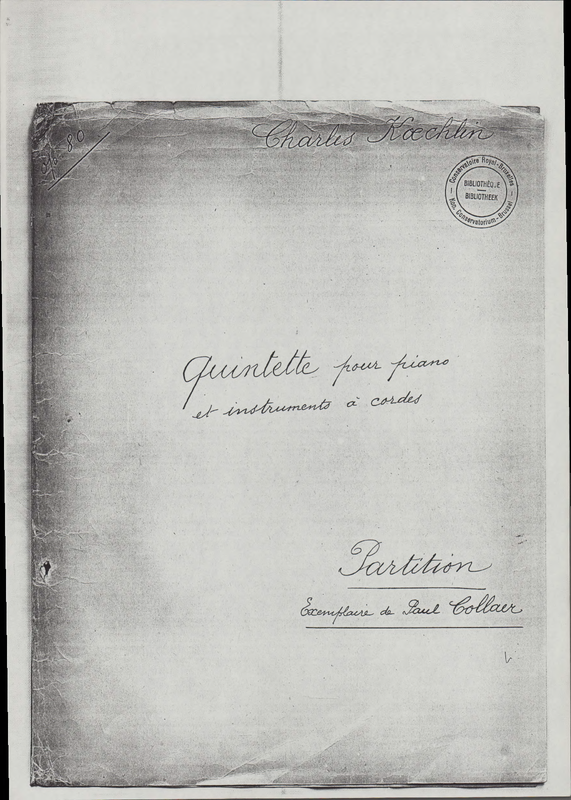 op 80
Charles Kœchlin
Conservatoire Royal-Bruxelles
BIBLIOTHÈQUE
BIBLIOTHEEK
Kon. Conservatorium-Brussel
Quintette pour piano
et instruments à cordes
Partition
Exemplaire de Paul Collaer